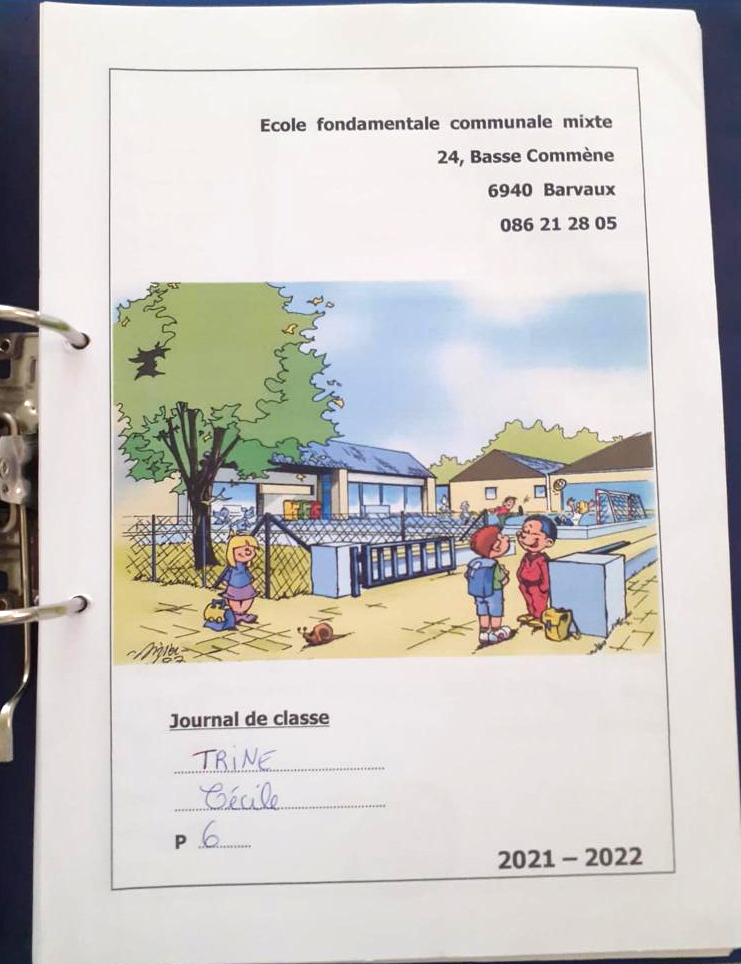 Ecole fondamentale communale mixte
24, Basse Commène
6940 Barvaux
086 21 28 05
Journal de classe
TRINE
Cécile
P 6
2021 – 2022